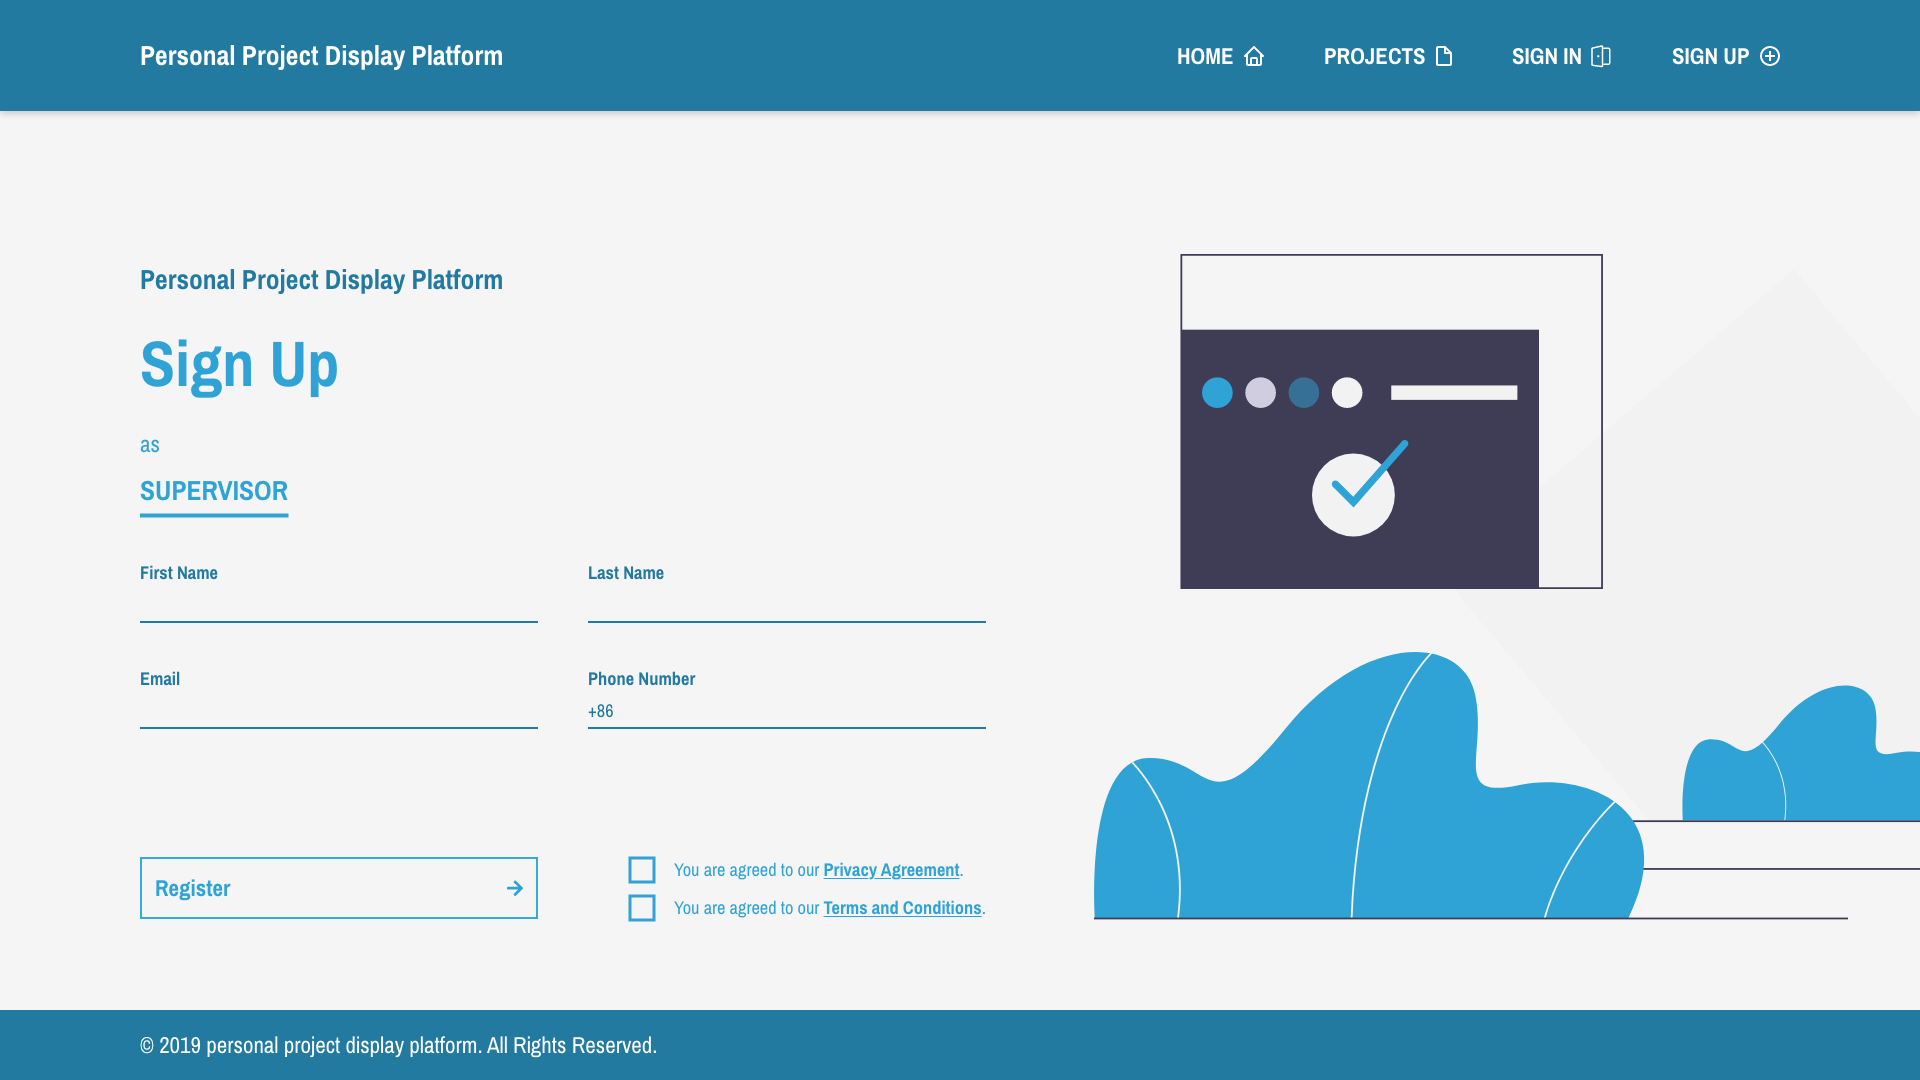 Personal Project Display Platform
HOME
PROJECTS
SIGN IN
SIGN UP
Personal Project Display Platform
Sign Up
as
SUPERVISOR
First Name
Last Name
Email
Phone Number
+86
Register
You are agreed to our Privacy Agreement.
You are agreed to our Terms and Conditions.
© 2019 personal project display platform. All Rights Reserved.